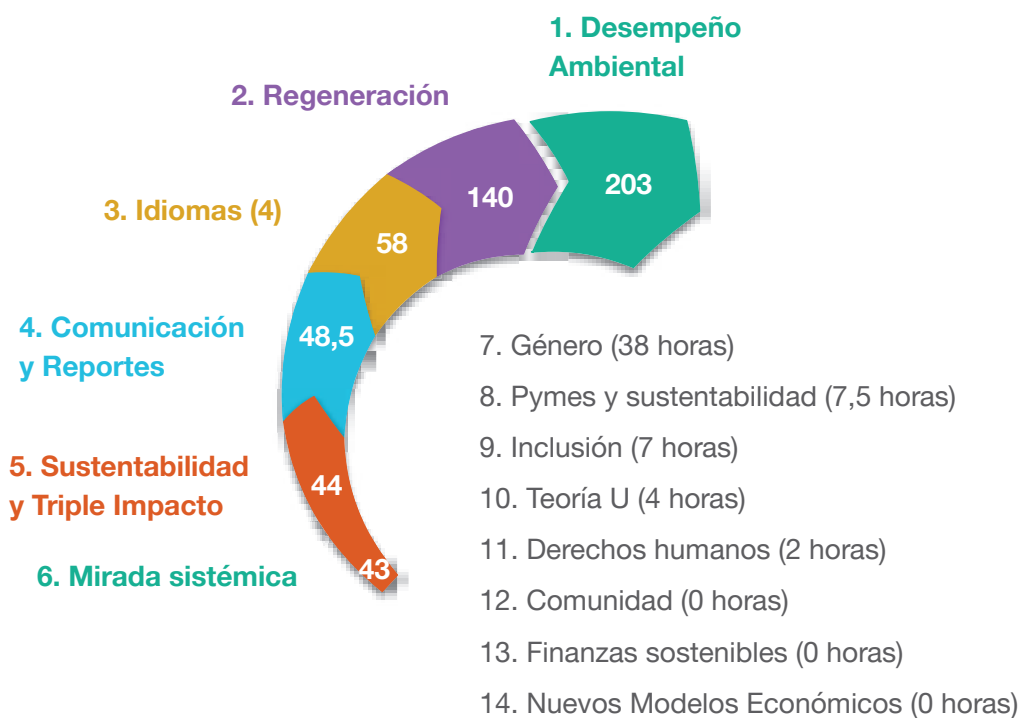 1. Desempeño
Ambiental
203
2. Regeneración
140
3. Idiomas (4)
58
4. Comunicación
y Reportes
48,5
5. Sustentabilidad
y Triple Impacto
44
6. Mirada sistémica
43
7. Género (38 horas)
8. Pymes y sustentabilidad (7,5 horas)
9. Inclusión (7 horas)
10. Teoría U (4 horas)
11. Derechos humanos (2 horas)
12. Comunidad (0 horas)
13. Finanzas sostenibles (0 horas)
14. Nuevos Modelos Económicos (0 horas)